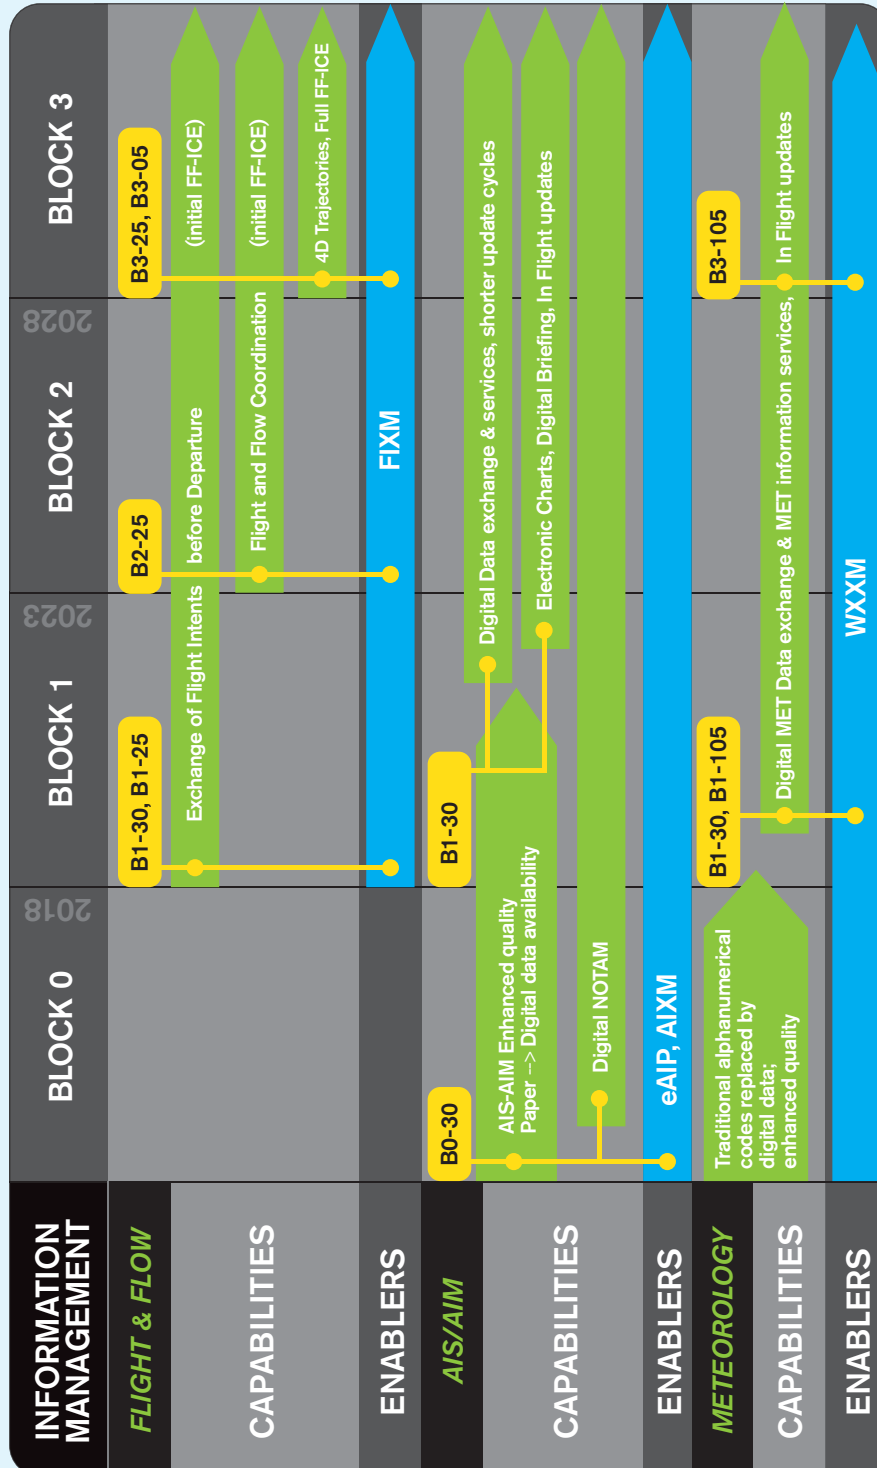 INFORMATION
MANAGEMENT
BLOCK 0
2018
BLOCK 1
2023
BLOCK 2
2028
BLOCK 3
FLIGHT & FLOW
B1-30, B1-25
B2-25
B3-25, B3-05
CAPABILITIES
Exchange of Flight Intents before Departure (initial FF-ICE)
Flight and Flow Coordination (initial FF-ICE)
4D Trajectories, Full FF-ICE
ENABLERS
FIXM
AIS/AIM
B0-30
B1-30
CAPABILITIES
Digital Data exchange & services, shorter update cycles
AIS-AIM Enhanced quality
Paper --> Digital data availability
Electronic Charts, Digital Briefing, In Flight updates
Digital NOTAM
ENABLERS
eAIP, AIXM
METEOROLOGY
B1-30, B1-105
B3-105
CAPABILITIES
Traditional alphanumerical
codes replaced by
digital data;
enhanced quality
Digital MET Data exchange & MET information services, In Flight updates
ENABLERS
WXXM